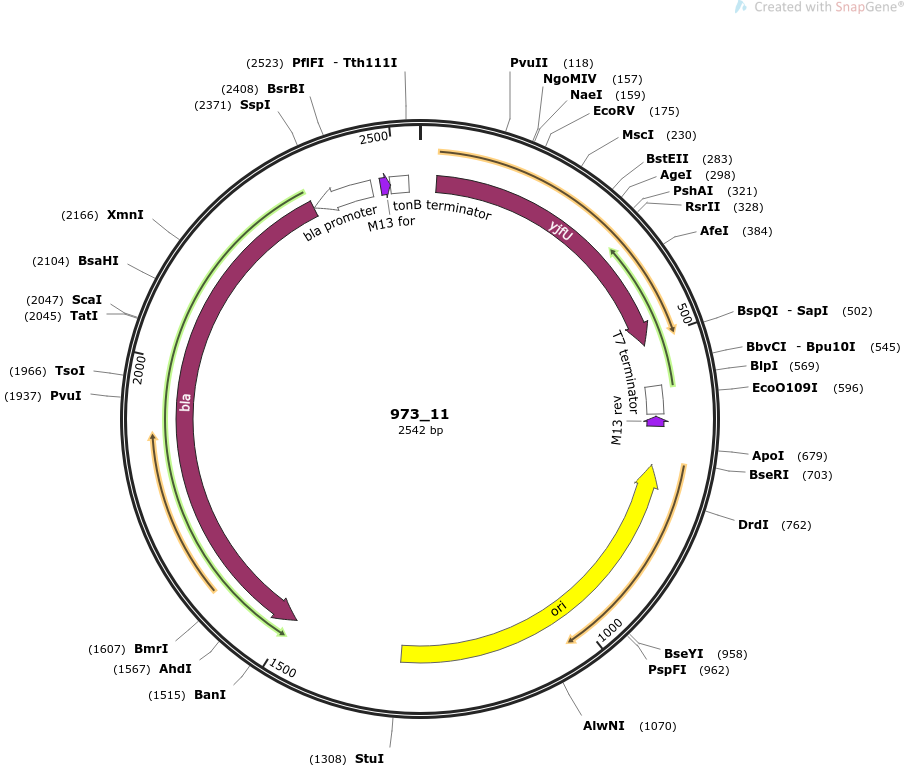 Created with SnapGene®
(2523) PflFI - Tth111I
(2408) BsrBI
(2371) SspI
PvuII (118)
NgoMIV (157)
NaeI (159)
EcoRV (175)
MscI (230)
BstEII (283)
AgeI (298)
PshAI (321)
RsrII (328)
AfeI (384)
BspQI - SapI (502)
BbvCI - Bpu10I (545)
BlpI (569)
EcoO109I (596)
ApoI (679)
BseRI (703)
DrdI (762)
BseYI (958)
PspFI (962)
AlwNI (1070)
(1308) StuI
(1515) BanI
(1567) AhdI
(1607) BmrI
(1937) PvuI
(1966) TsoI
(2045) TatI
(2047) ScaI
(2104) BsaHI
(2166) XmnI
2500
500
1000
1500
2000
bla promoter
M13 for
tonB terminator
yjfU
T7 terminator
M13 rev
ori
bla
973_11
2542 bp